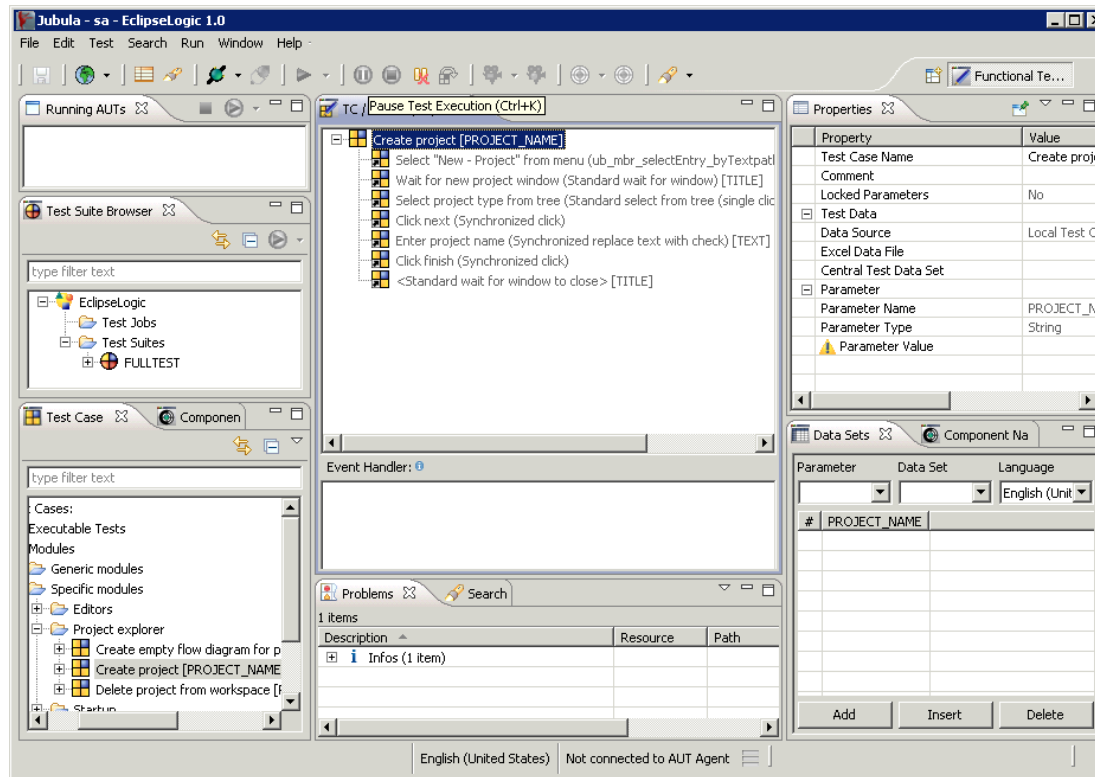 Jubula - sa - EclipseLogic 1.0
File Edit Test Search Run Window Help
Functional Te...
Running AUTs
TC /
Pause Test Execution (Ctrl+K)
Create project [PROJECT_NAME]
Select "New - Project" from menu (ub_mbr_selectEntry_byTextpatl
Wait for new project window (Standard wait for window) [TITLE]
Select project type from tree (Standard select from tree (single clic
Click next (Synchronized click)
Enter project name (Synchronized replace text with check) [TEXT]
Click finish (Synchronized click)
<Standard wait for window to close> [TITLE]
Event Handler:
Test Suite Browser
type filter text
EclipseLogic
Test Jobs
Test Suites
FULLTEST
Test Case Componen
type filter text
: Cases:
Executable Tests
Modules
Generic modules
Specific modules
Editors
Project explorer
Create empty flow diagram for p
Create project [PROJECT_NAME
Delete project from workspace [
Startup
Problems Search
1 items
Description Resource Path
Infos (1 item)
Properties
Property Value
Test Case Name Create proj
Comment
Locked Parameters No
Test Data
Data Source Local Test C
Excel Data File
Central Test Data Set
Parameter
Parameter Name PROJECT_N
Parameter Type String
Parameter Value
Data Sets Component Na
Parameter Data Set Language
English (Unit
# PROJECT_NAME
Add Insert Delete
English (United States) Not connected to AUT Agent